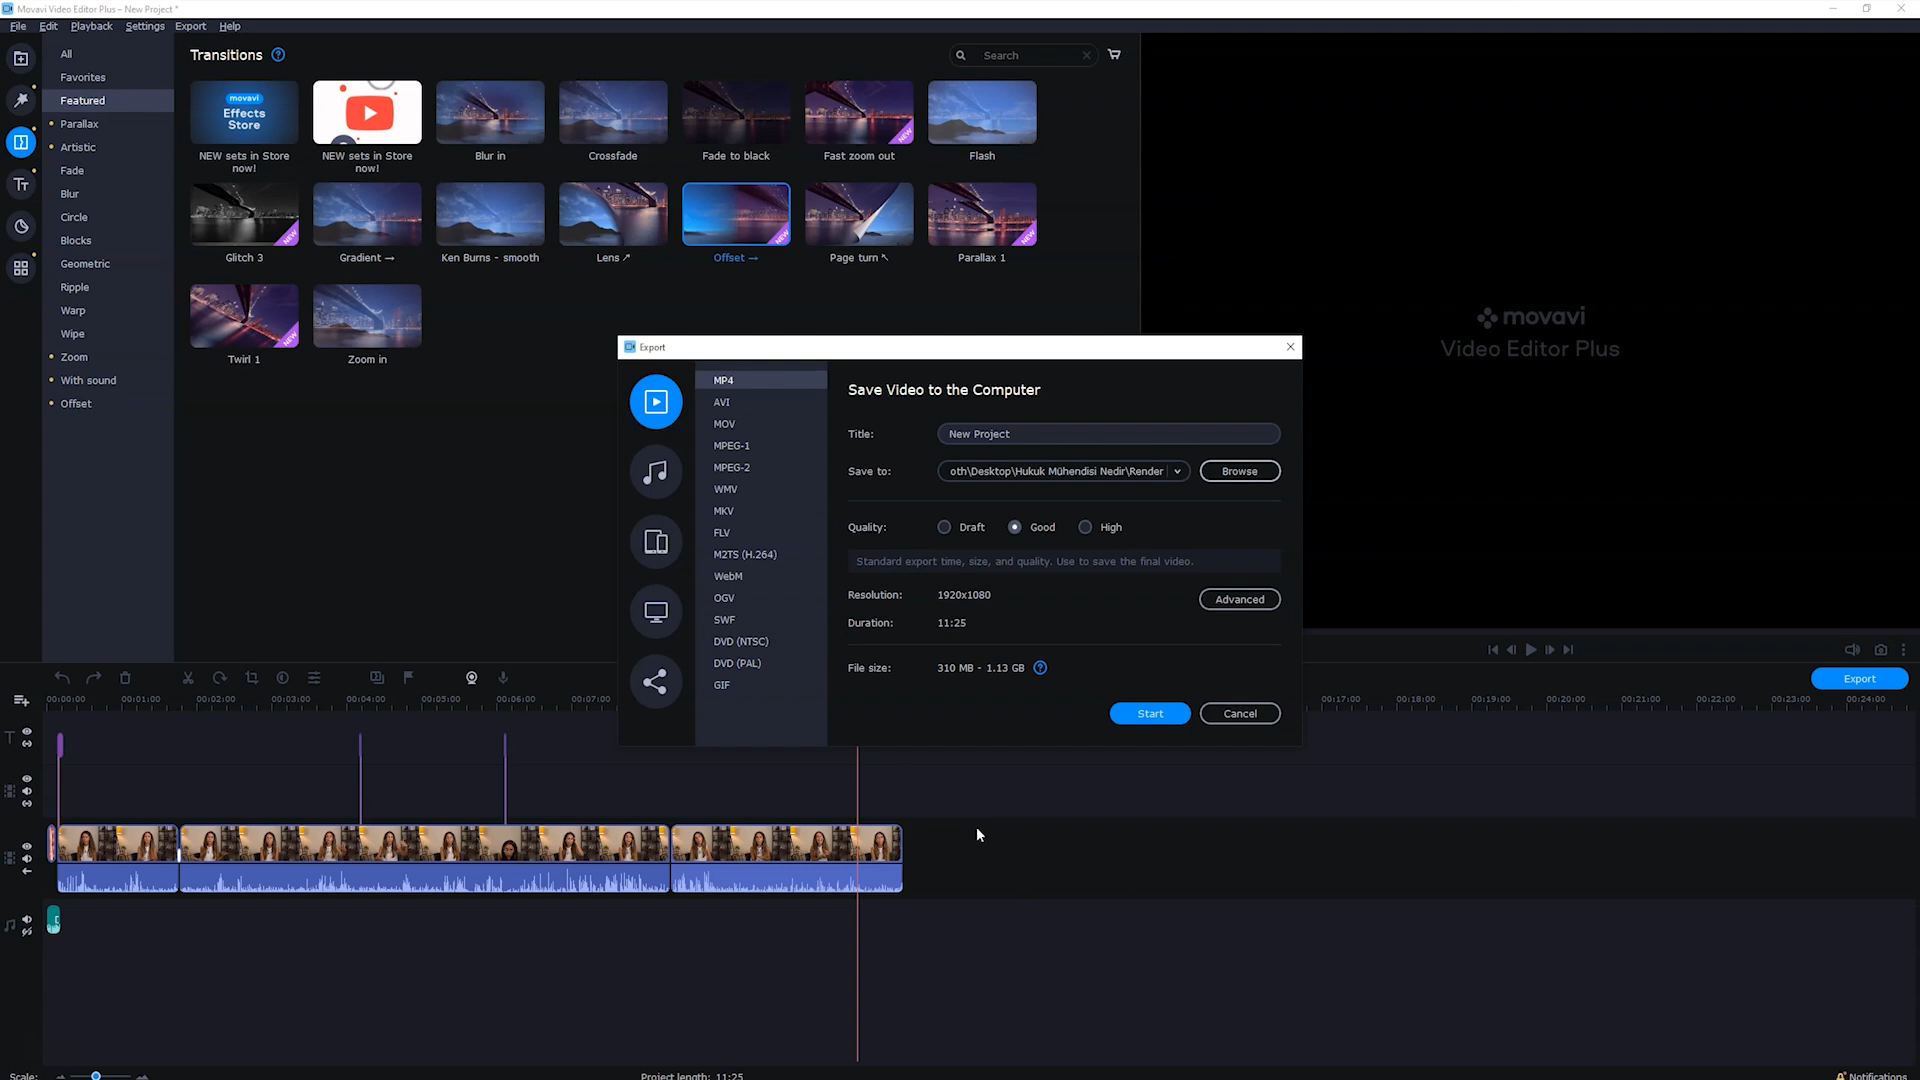 Movavi Video Editor Plus – New Project *
File Edit Playback Settings Export Help
All
Favorites
Featured
Parallax
Artistic
Fade
Blur
Circle
Blocks
Geometric
Ripple
Warp
Wipe
Zoom
With sound
Offset
Transitions ?
Search
movavi
Effects
Store
NEW sets in Store
now!
NEW sets in Store
now!
Blur in
Crossfade
Fade to black
NEW
Fast zoom out
Flash
NEW
Glitch 3
Gradient →
Ken Burns - smooth
Lens ↗
NEW
Offset →
Page turn ↖
NEW
Parallax 1
NEW
Twirl 1
Zoom in
movavi
Video Editor Plus
Export
MP4
AVI
MOV
MPEG-1
MPEG-2
WMV
MKV
FLV
M2TS (H.264)
WebM
OGV
SWF
DVD (NTSC)
DVD (PAL)
GIF
Save Video to the Computer
Title: New Project
Save to: oth\Desktop\Hukuk Mühendisi Nedir\Render Browse
Quality: Draft Good High
Standard export time, size, and quality. Use to save the final video.
Resolution: 1920x1080 Advanced
Duration: 11:25
File size: 310 MB - 1.13 GB ?
Start Cancel
Export
00:00:00 00:01:00 00:02:00 00:03:00 00:04:00 00:05:00 00:06:00 00:07:00 00:17:00 00:18:00 00:19:00 00:20:00 00:21:00 00:22:00 00:23:00 00:24:00
Scale: Project length: 11:25 Notifications